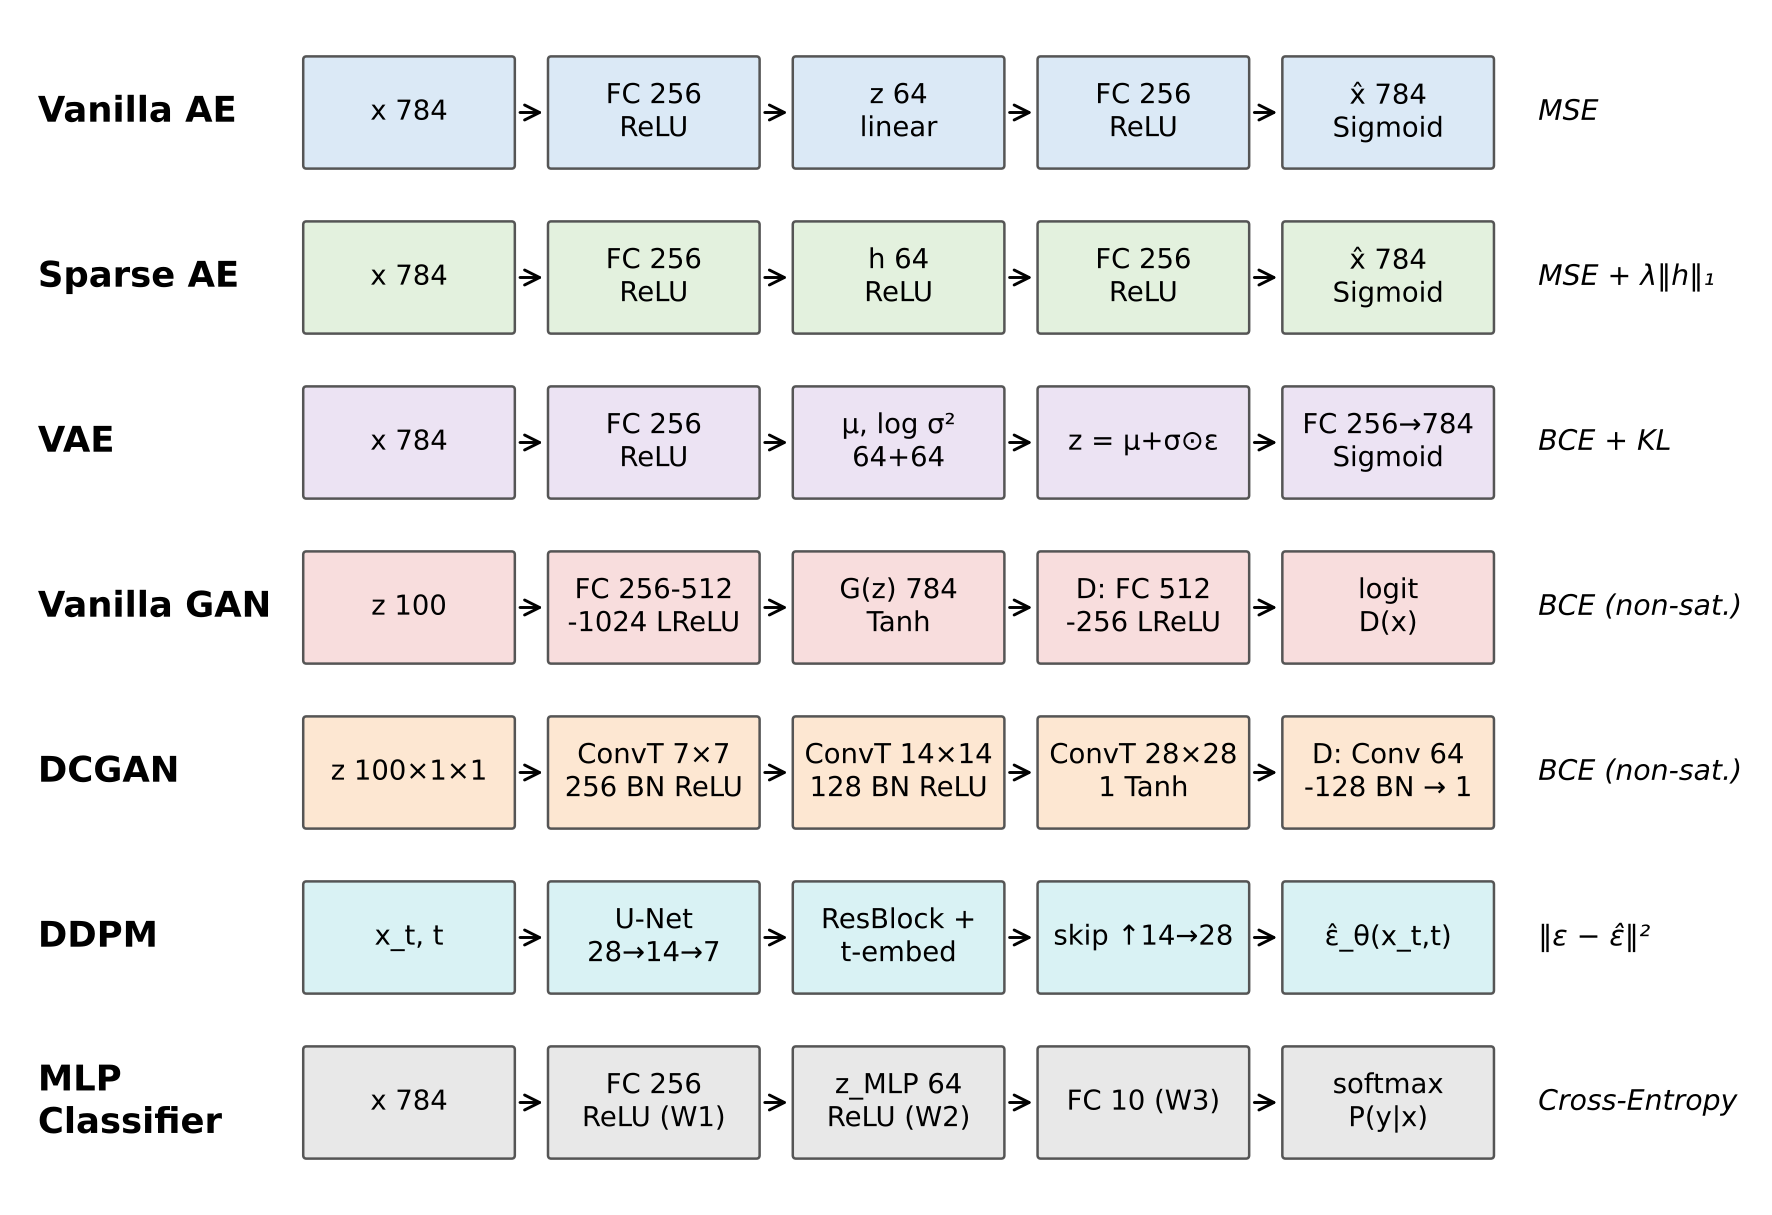 Vanilla AE
x 784
FC 256
ReLU
z 64
linear
FC 256
ReLU
x̂ 784
Sigmoid
MSE
Sparse AE
x 784
FC 256
ReLU
h 64
ReLU
FC 256
ReLU
x̂ 784
Sigmoid
MSE + λ‖h‖₁
VAE
x 784
FC 256
ReLU
μ, log σ²
64+64
z = μ+σ⊙ε
FC 256→784
Sigmoid
BCE + KL
Vanilla GAN
z 100
FC 256-512
-1024 LReLU
G(z) 784
Tanh
D: FC 512
-256 LReLU
logit
D(x)
BCE (non-sat.)
DCGAN
z 100×1×1
ConvT 7×7
256 BN ReLU
ConvT 14×14
128 BN ReLU
ConvT 28×28
1 Tanh
D: Conv 64
-128 BN → 1
BCE (non-sat.)
DDPM
x_t, t
U-Net
28→14→7
ResBlock +
t-embed
skip ↑14→28
ε̂_θ(x_t,t)
‖ε − ε̂‖²
MLP
Classifier
x 784
FC 256
ReLU (W1)
z_MLP 64
ReLU (W2)
FC 10 (W3)
softmax
P(y|x)
Cross-Entropy